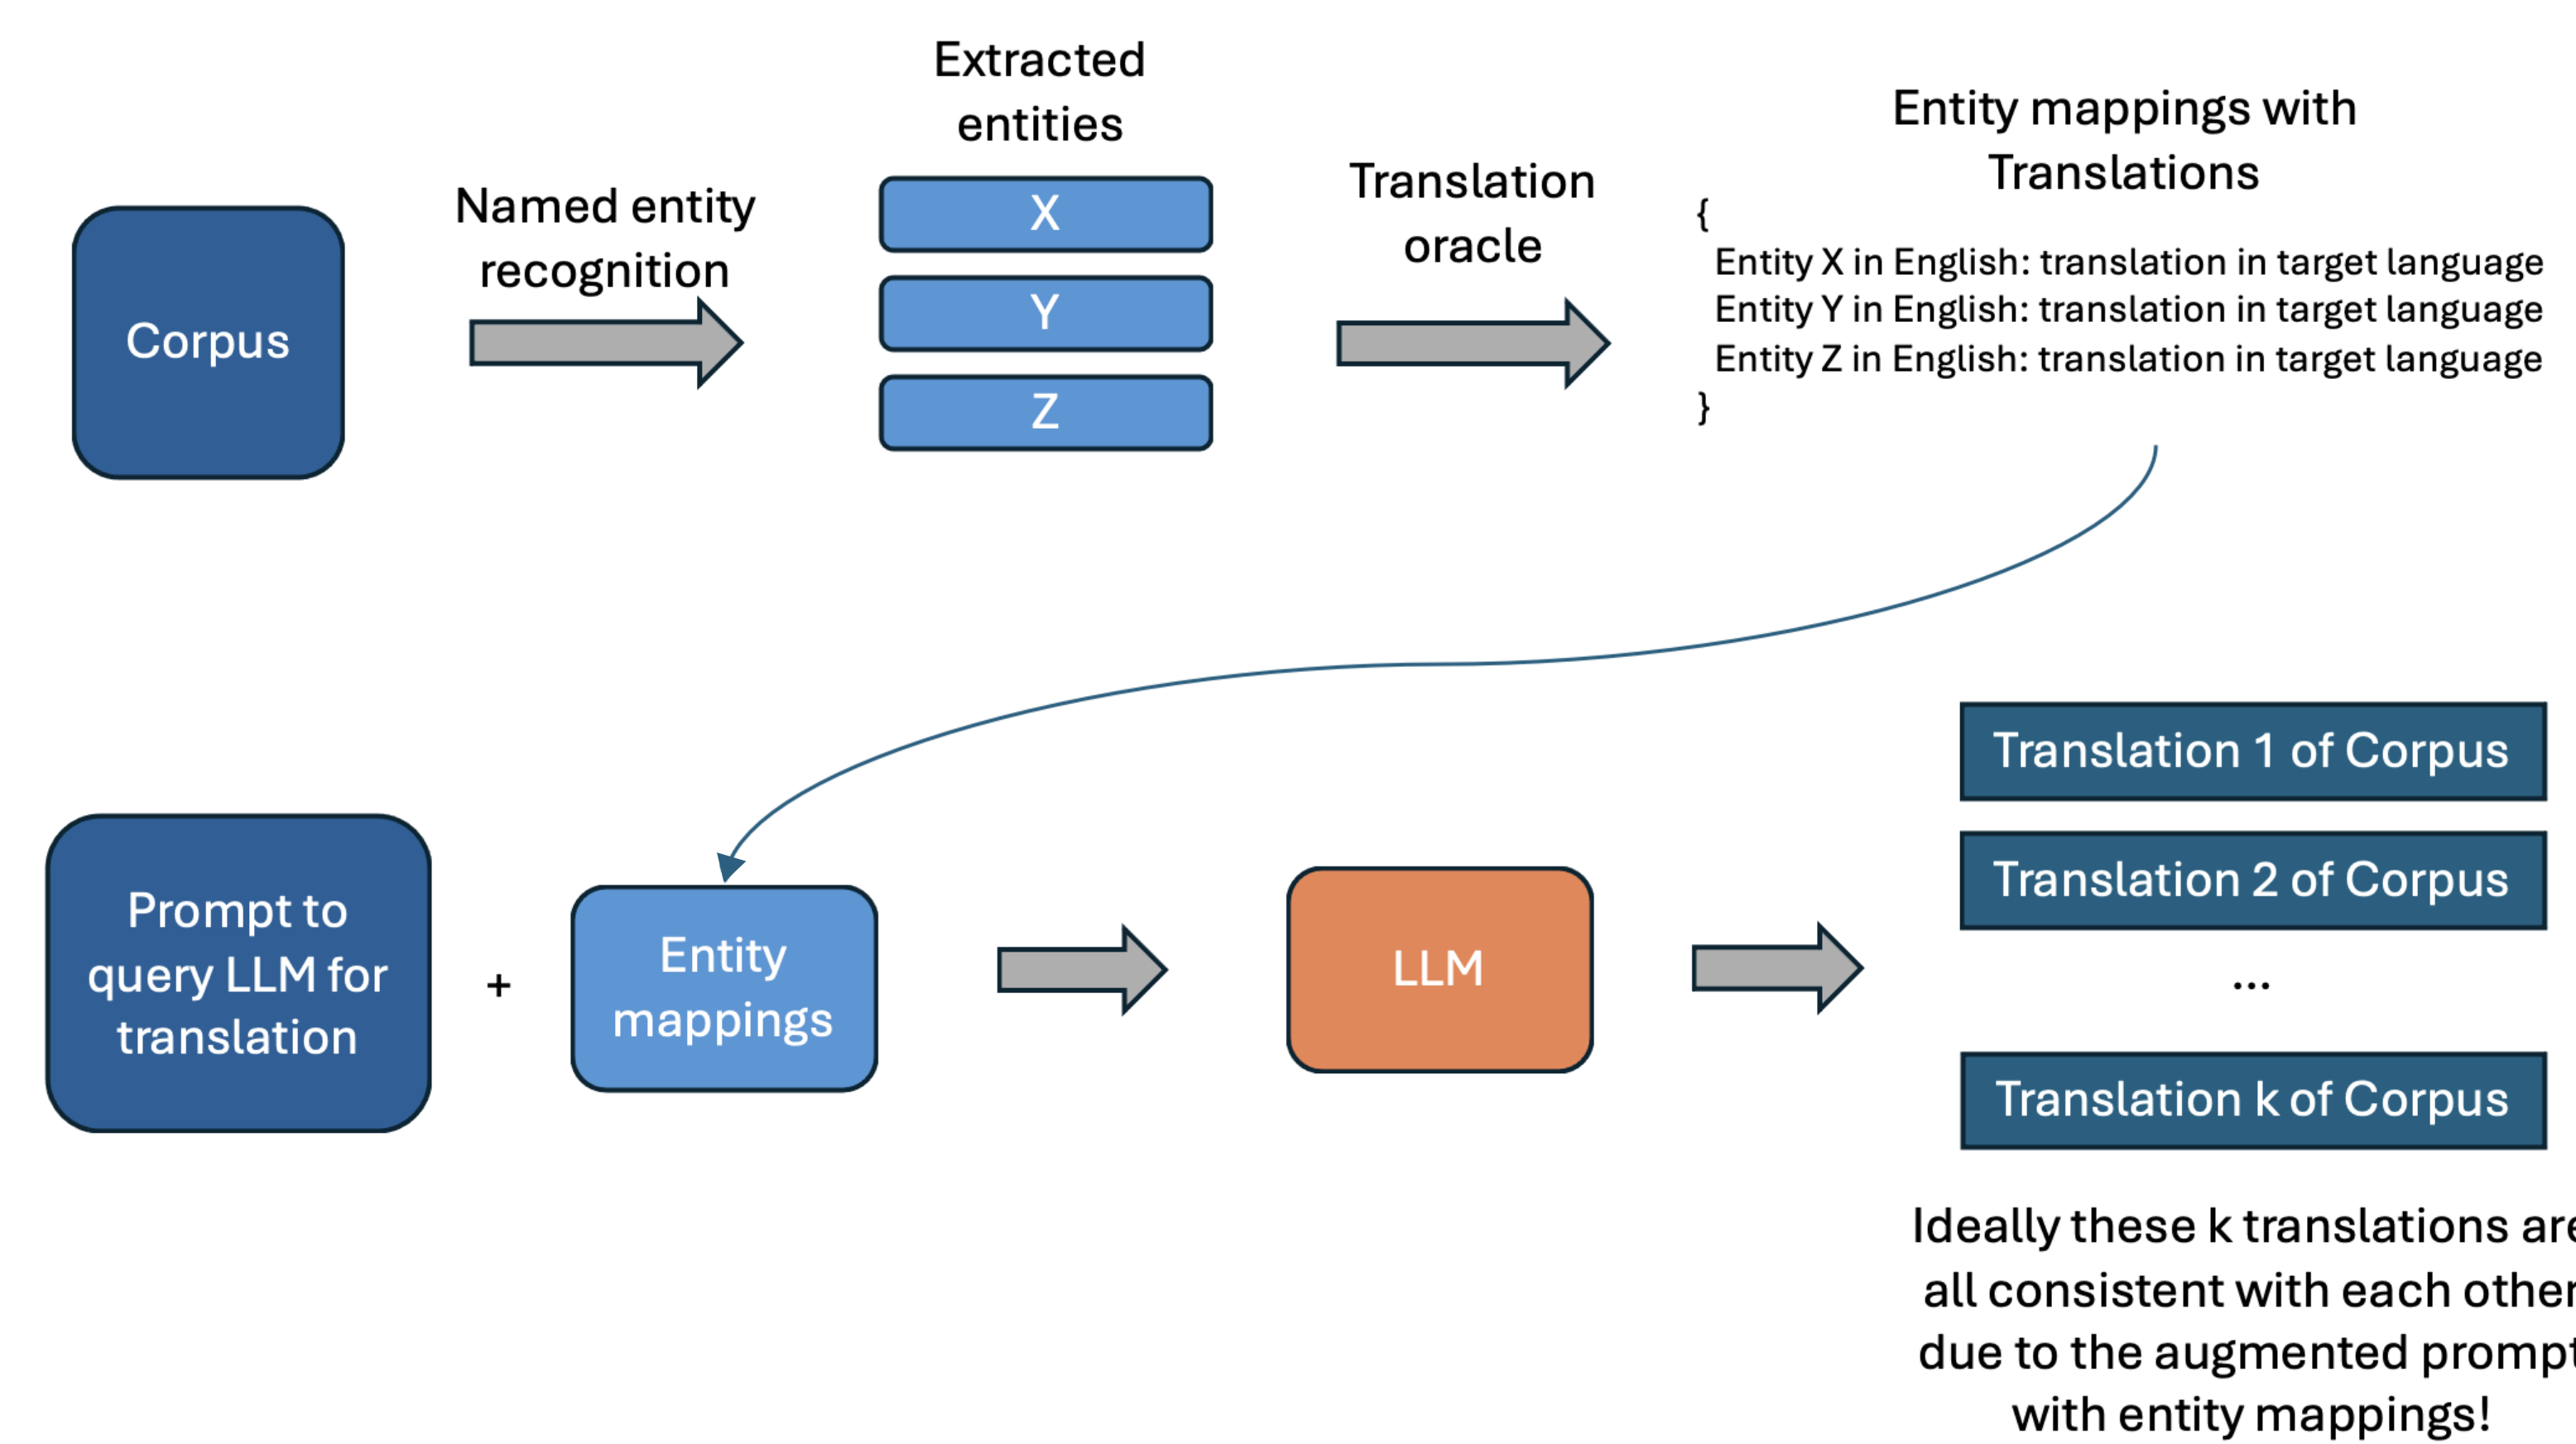 Extracted
entities
Entity mappings with
Translations
Named entity
recognition
Translation
oracle
Corpus
X
Y
Z
{
Entity X in English: translation in target language
Entity Y in English: translation in target language
Entity Z in English: translation in target language
}
Prompt to
query LLM for
translation
+
Entity
mappings
LLM
Translation 1 of Corpus
Translation 2 of Corpus
...
Translation k of Corpus
Ideally these k translations are
all consistent with each other
due to the augmented prompt
with entity mappings!